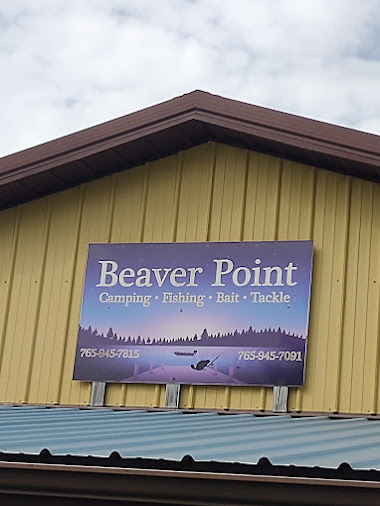 Beaver Point
Camping • Fishing • Bait • Tackle
765-945-7815 765-945-7091